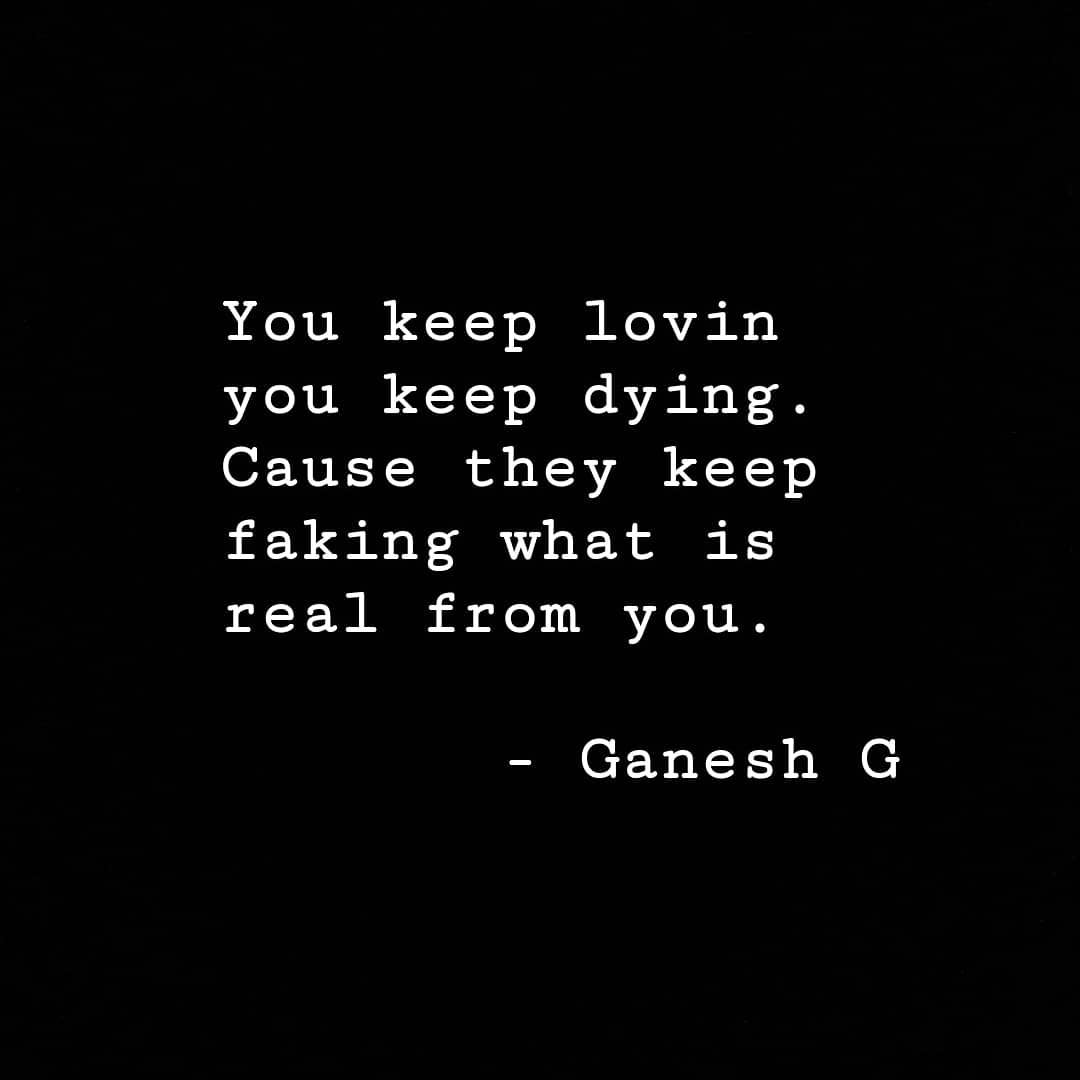 You keep lovin
you keep dying.
Cause they keep
faking what is
real from you.
- Ganesh G